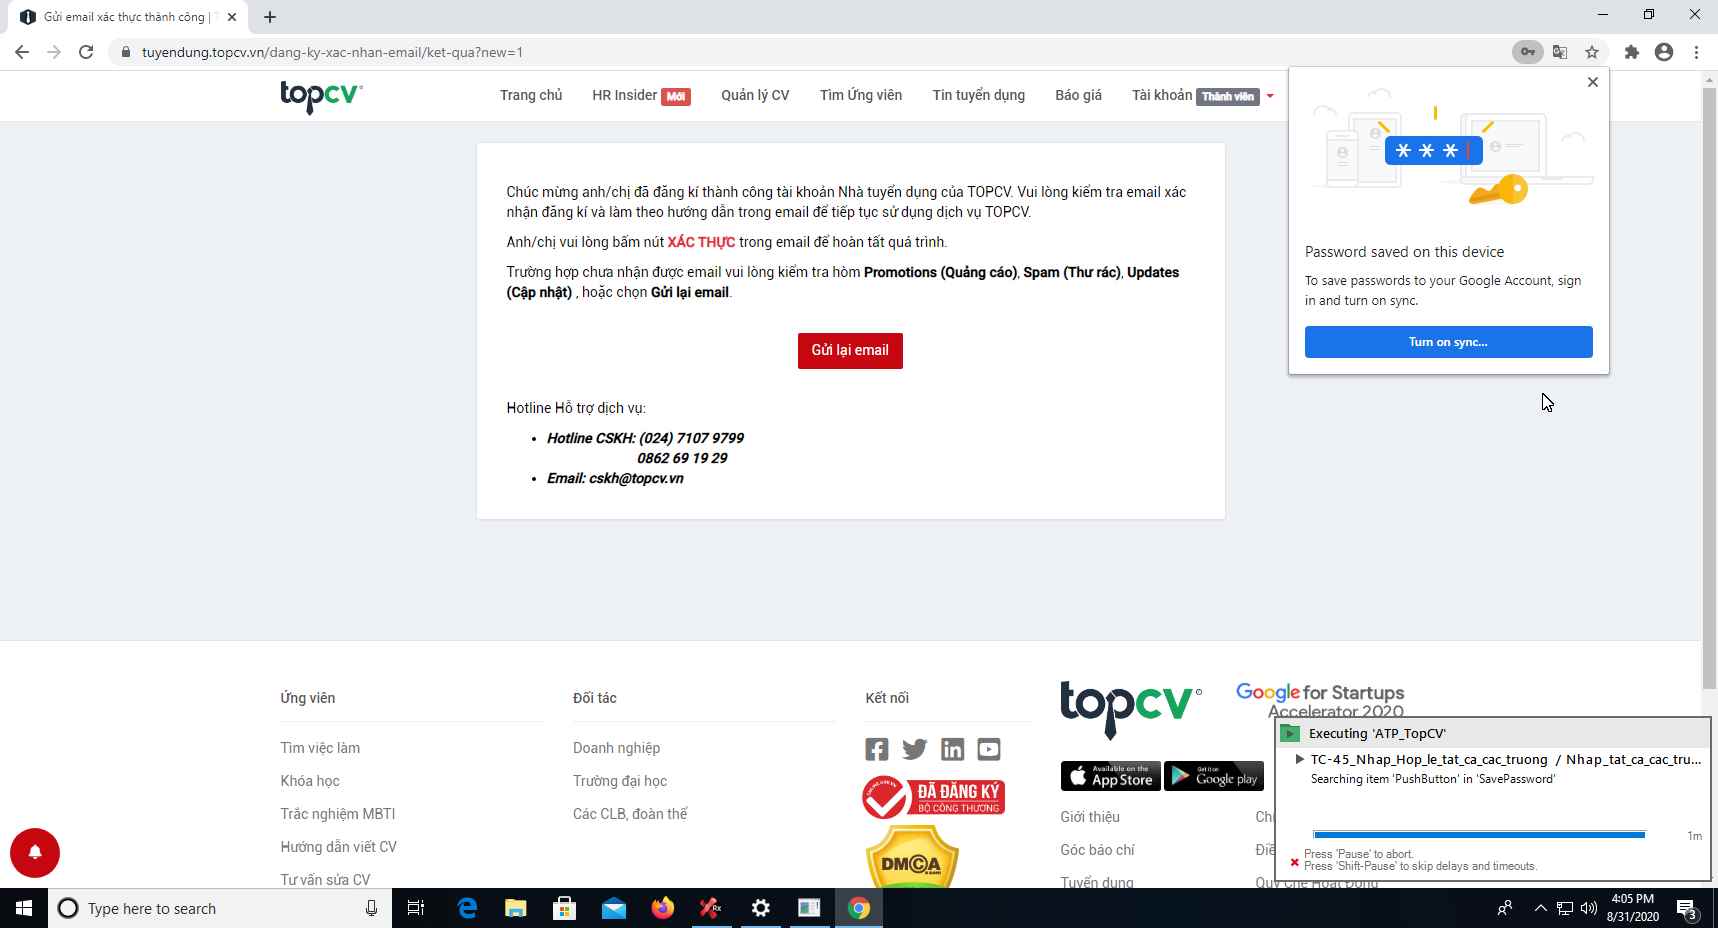 Gửi email xác thực thành công | T
tuyendung.topcv.vn/dang-ky-xac-nhan-email/ket-qua?new=1
topcv
Trang chủ
HR Insider Mới
Quản lý CV
Tìm Ứng viên
Tin tuyển dụng
Báo giá
Tài khoản Thành viên
Chúc mừng anh/chị đã đăng kí thành công tài khoản Nhà tuyển dụng của TOPCV. Vui lòng kiểm tra email xác
nhận đăng kí và làm theo hướng dẫn trong email để tiếp tục sử dụng dịch vụ TOPCV.
Anh/chị vui lòng bấm nút XÁC THỰC trong email để hoàn tất quá trình.
Trường hợp chưa nhận được email vui lòng kiểm tra hòm Promotions (Quảng cáo), Spam (Thư rác), Updates
(Cập nhật) , hoặc chọn Gửi lại email.
Gửi lại email
Hotline Hỗ trợ dịch vụ:
• Hotline CSKH: (024) 7107 9799
0862 69 19 29
• Email: cskh@topcv.vn
* * * |
Password saved on this device
To save passwords to your Google Account, sign
in and turn on sync.
Turn on sync...
Ứng viên
Tìm việc làm
Khóa học
Trắc nghiệm MBTI
Hướng dẫn viết CV
Tư vấn sửa CV
Đối tác
Doanh nghiệp
Trường đại học
Các CLB, đoàn thể
Kết nối
ĐÃ ĐĂNG KÝ
BỘ CÔNG THƯƠNG
DMCA
topcv
Google for Startups
Accelerator 2020
Available on the
App Store
Get it on
Google play
Giới thiệu
Góc báo chí
Tuyển dụng
Quy Chế Hoạt Động
Executing 'ATP_TopCV'
TC-45_Nhap_Hop_le_tat_ca_cac_truong / Nhap_tat_ca_cac_tru...
Searching item 'PushButton' in 'SavePassword'
1m
Press 'Pause' to abort.
Press 'Shift-Pause' to skip delays and timeouts.
Type here to search
4:05 PM
8/31/2020
3